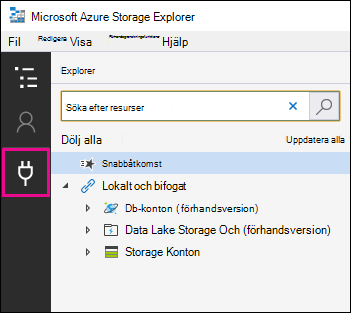 Microsoft Azure Storage Explorer
Fil Redigera Visa Förhandsgranskningsfunktioner Hjälp
Explorer
Söka efter resurser
Dölj alla Uppdatera alla
Snabbåtkomst
Lokalt och bifogat
Db-konton (förhandsversion)
Data Lake Storage Och (förhandsversion)
Storage Konton